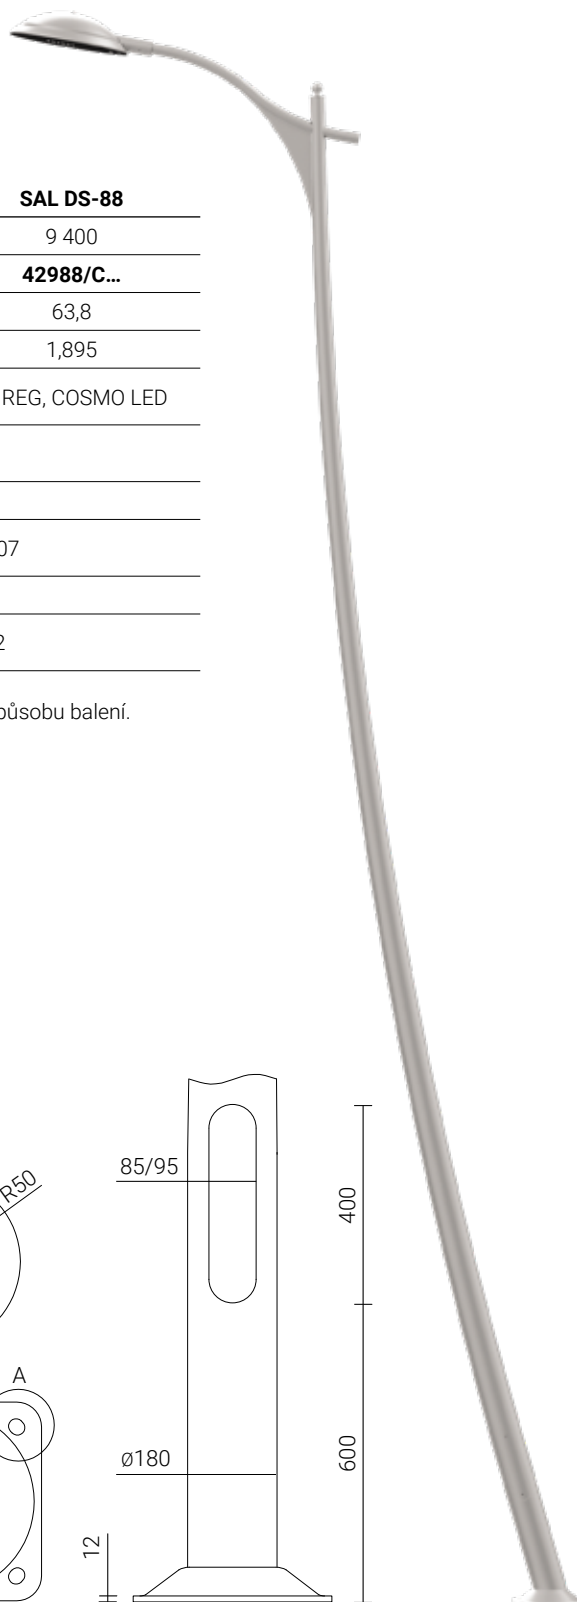 SAL DS-88
9 400
42988/C...
63,8
1,895
REG, COSMO LED
07
2
působu balení.
R50
85/95
400
A
Ø180
600
12